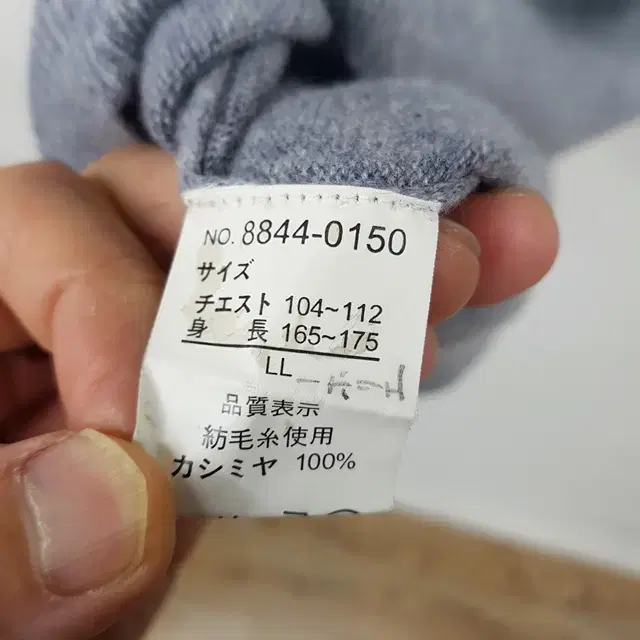 NO. 8844-0150
サイズ
チエスト 104~112
身 長 165~175
LL
品質表示
紡毛糸使用
カシミヤ 100%